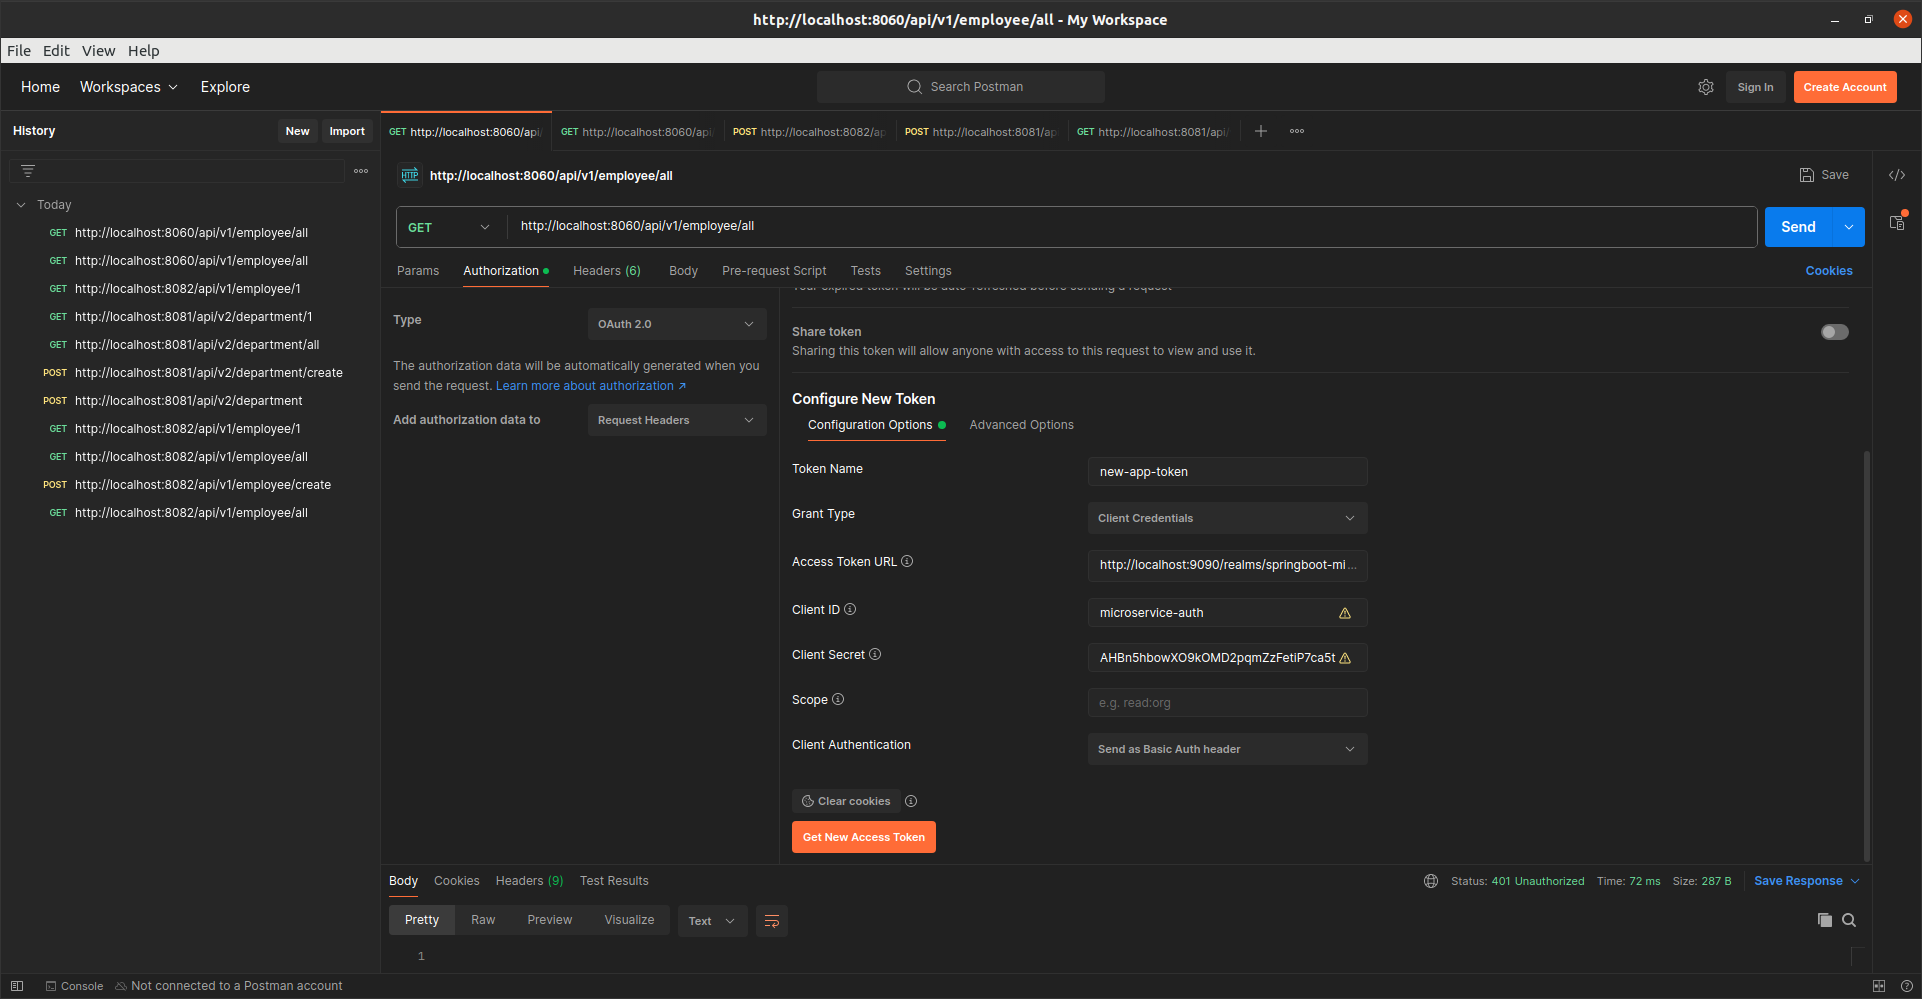 http://localhost:8060/api/v1/employee/all - My Workspace
File Edit View Help
Home Workspaces Explore
Search Postman
Sign In
Create Account
History
New
Import
GET http://localhost:8060/api/
GET http://localhost:8060/api/
POST http://localhost:8082/ap
POST http://localhost:8081/ap
GET http://localhost:8081/api/
Today
GET http://localhost:8060/api/v1/employee/all
GET http://localhost:8060/api/v1/employee/all
GET http://localhost:8082/api/v1/employee/1
GET http://localhost:8081/api/v2/department/1
GET http://localhost:8081/api/v2/department/all
POST http://localhost:8081/api/v2/department/create
POST http://localhost:8081/api/v2/department
GET http://localhost:8082/api/v1/employee/1
GET http://localhost:8082/api/v1/employee/all
POST http://localhost:8082/api/v1/employee/create
GET http://localhost:8082/api/v1/employee/all
HTTP http://localhost:8060/api/v1/employee/all
Save
GET http://localhost:8060/api/v1/employee/all
Send
Params Authorization Headers (6) Body Pre-request Script Tests Settings
Cookies
Type
OAuth 2.0
The authorization data will be automatically generated when you
send the request. Learn more about authorization ↗
Add authorization data to
Request Headers
Your expired token will be auto-refreshed before sending a request
Share token
Sharing this token will allow anyone with access to this request to view and use it.
Configure New Token
Configuration Options Advanced Options
Token Name
new-app-token
Grant Type
Client Credentials
Access Token URL
http://localhost:9090/realms/springboot-mi...
Client ID
microservice-auth
Client Secret
AHBn5hbowXO9kOMD2pqmZzFetiP7ca5t
Scope
e.g. read:org
Client Authentication
Send as Basic Auth header
Clear cookies
Get New Access Token
Body Cookies Headers (9) Test Results
Status: 401 Unauthorized Time: 72 ms Size: 287 B
Save Response
Pretty Raw Preview Visualize Text
1
Console Not connected to a Postman account